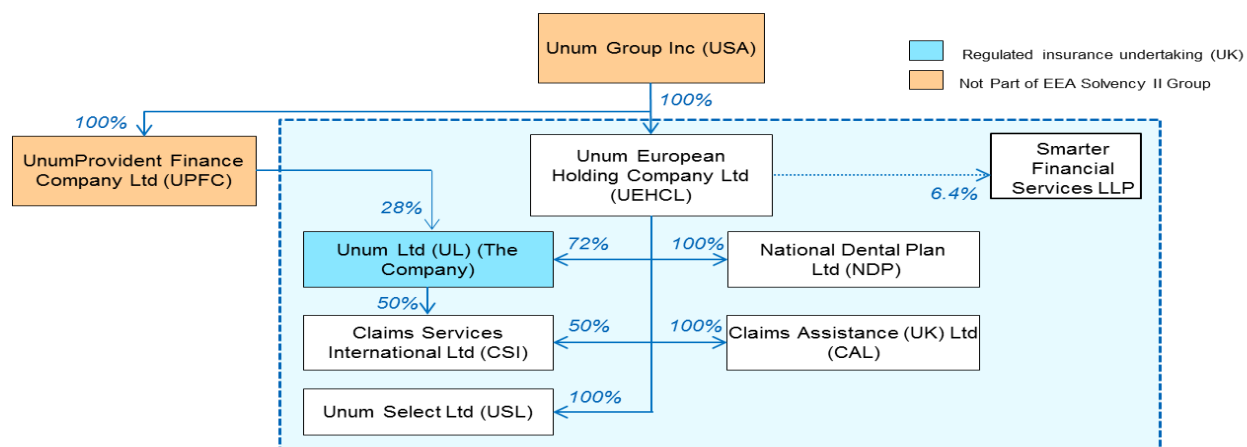 Unum Group Inc (USA)
Regulated insurance undertaking (UK)
Not Part of EEA Solvency II Group
100%
100%
UnumProvident Finance
Company Ltd (UPFC)
Unum European
Holding Company Ltd
(UEHCL)
Smarter
Financial
Services LLP
6.4%
28%
Unum Ltd (UL) (The
Company)
72%
100%
National Dental Plan
Ltd (NDP)
50%
Claims Services
International Ltd (CSI)
50%
100%
Claims Assistance (UK) Ltd
(CAL)
Unum Select Ltd (USL)
100%